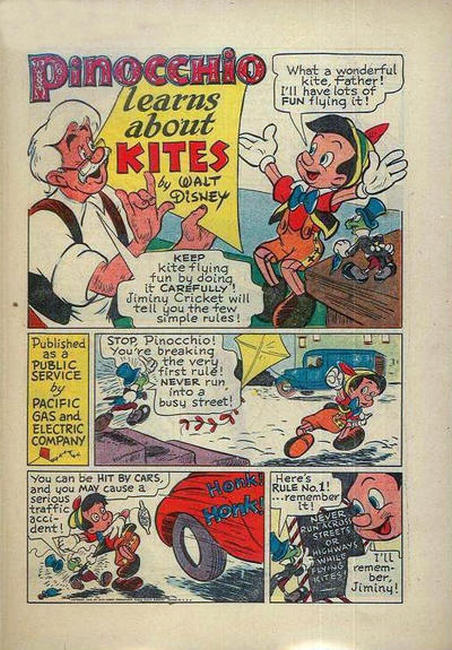 PINOCCHIO
learns
about
KITES
by WALT
DISNEY
What a wonderful
kite, Father!
I'll have lots of
FUN flying it!
KEEP
kite flying
fun by doing
it CAREFULLY!
Jiminy Cricket will
tell you the few
simple rules!
Published
as a
PUBLIC
SERVICE
by
PACIFIC
GAS and
ELECTRIC
COMPANY
STOP, Pinocchio!
You're breaking
the very
first rule!
NEVER run
into a
busy street!
You can be HIT BY CARS,
and you MAY cause a
serious
traffic
acci-
dent!
Honk!
Honk!
Here's
RULE No.1!
...remember
it!
NEVER
RUN ACROSS
STREETS
OR
HIGHWAYS
WHILE
FLYING
KITES!
I'll
remem-
ber,
Jiminy!